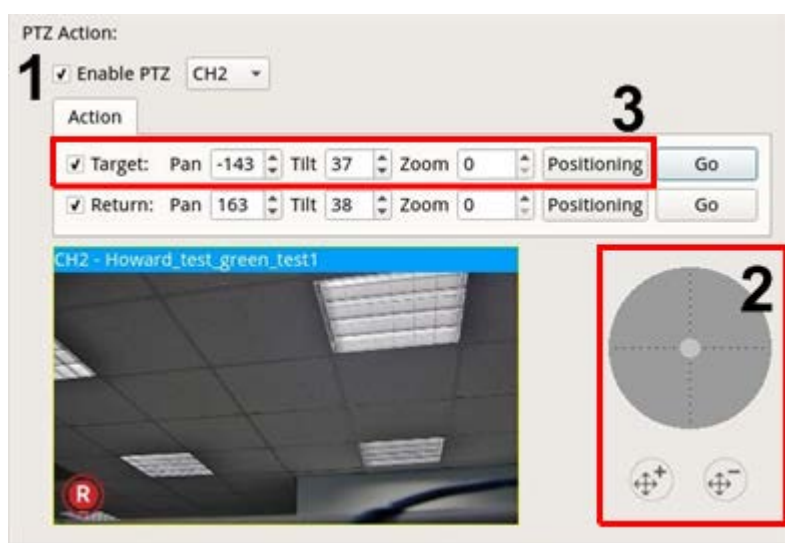 PTZ Action:
1 Enable PTZ CH2
Action
3
Target: Pan -143 Tilt 37 Zoom 0 Positioning Go
Return: Pan 163 Tilt 38 Zoom 0 Positioning Go
CH2 - Howard_test_green_test1
2
R